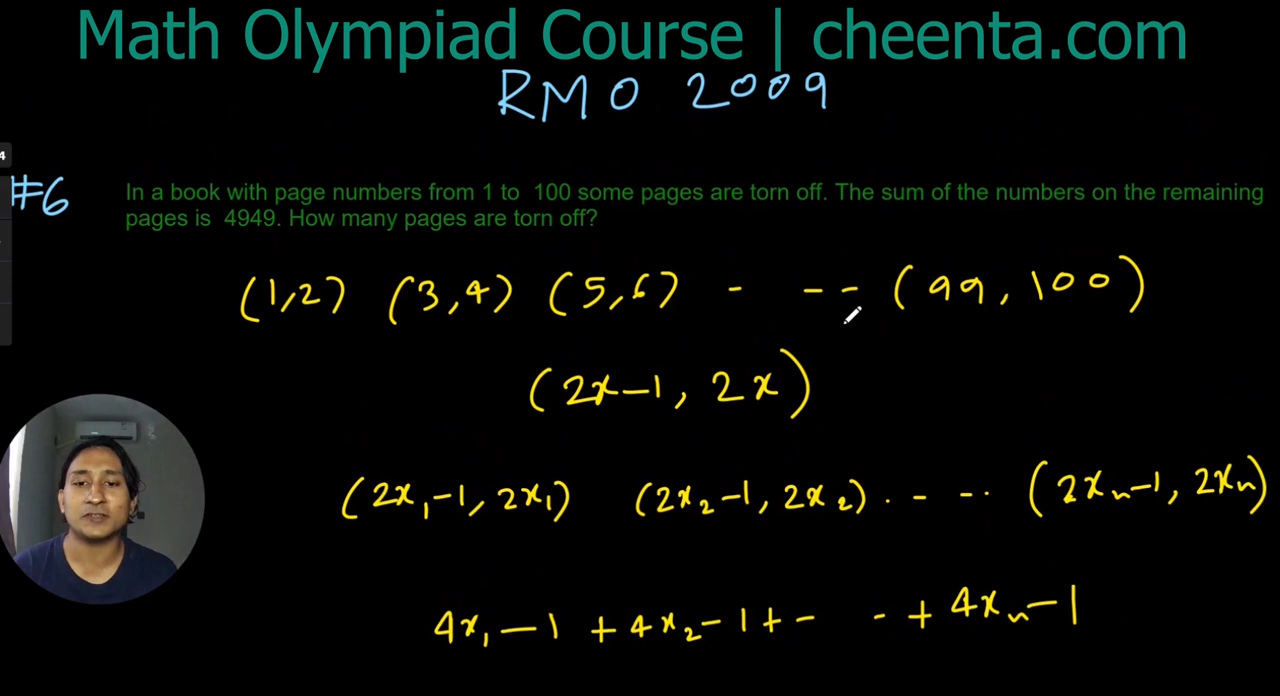 Math Olympiad Course | cheenta.com
RMO 2009
4
#6
In a book with page numbers from 1 to 100 some pages are torn off. The sum of the numbers on the remaining
pages is 4949. How many pages are torn off?
(1,2) (3,4) (5,6) - -- (99,100)
(2x-1, 2x)
(2x₁-1, 2x₁) (2x₂-1, 2x₂) . - -. (2xₙ-1, 2xₙ)
4x₁-1 + 4x₂-1 + - - + 4xₙ-1